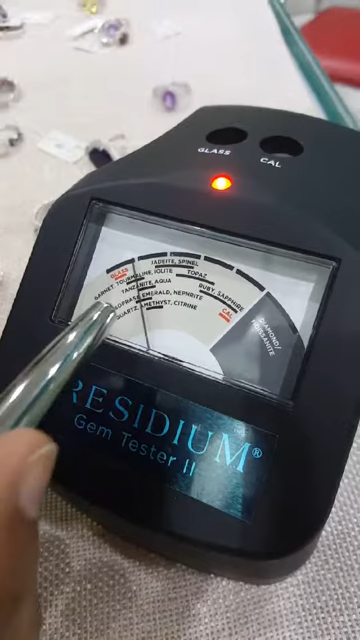 GLASS CAL
JADEITE, SPINEL
GLASS TOPAZ
GARNET, TOURMALINE, IOLITE RUBY, SAPPHIRE
TANZANITE, AQUA
EMERALD, NEPHRITE CAL
QUARTZ, AMETHYST, CITRINE
DIAMOND/
MOISSANITE
RESIDIUM®
Gem Tester II